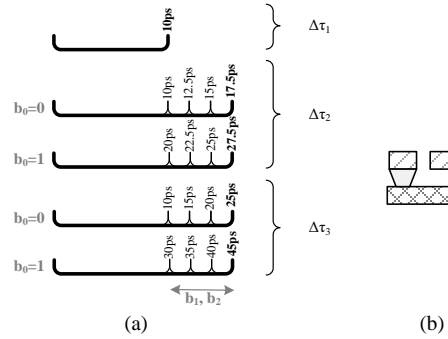 10ps
Δτ₁
10ps 12.5ps 15ps 17.5ps
b₀=0
Δτ₂
20ps 22.5ps 25ps 27.5ps
b₀=1
10ps 15ps 20ps 25ps
b₀=0
Δτ₃
30ps 35ps 40ps 45ps
b₀=1
b₁, b₂
(a) (b)